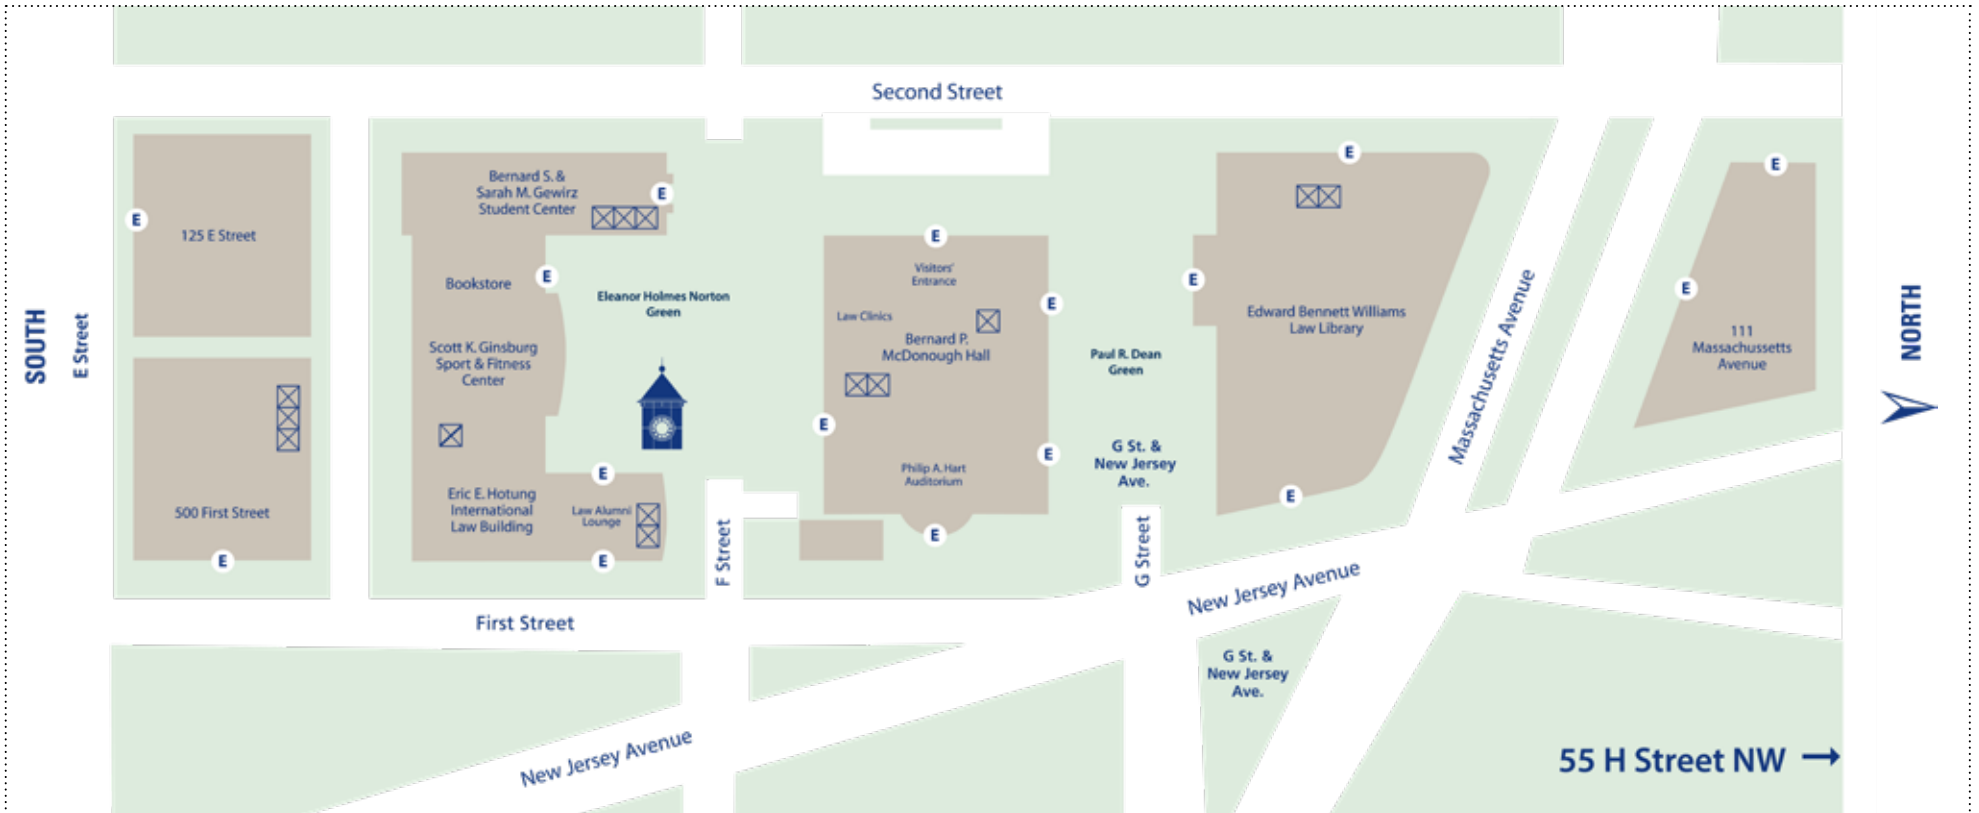 Second Street
SOUTH
E Street
E
125 E Street
500 First Street
E
Bernard S. &
Sarah M. Gewirz
Student Center
E
Bookstore
E
Scott K. Ginsburg
Sport & Fitness
Center
Eric E. Hotung
International
Law Building
E
Law Alumni
Lounge
E
Eleanor Holmes Norton
Green
F Street
First Street
E
Visitors'
Entrance
Law Clinics
Bernard P.
McDonough Hall
E
E
E
Philip A. Hart
Auditorium
E
Paul R. Dean
Green
G St. &
New Jersey
Ave.
G Street
E
E
Edward Bennett Williams
Law Library
E
Massachusetts Avenue
E
E
111
Massachussetts
Avenue
NORTH
New Jersey Avenue
G St. &
New Jersey
Ave.
New Jersey Avenue
55 H Street NW